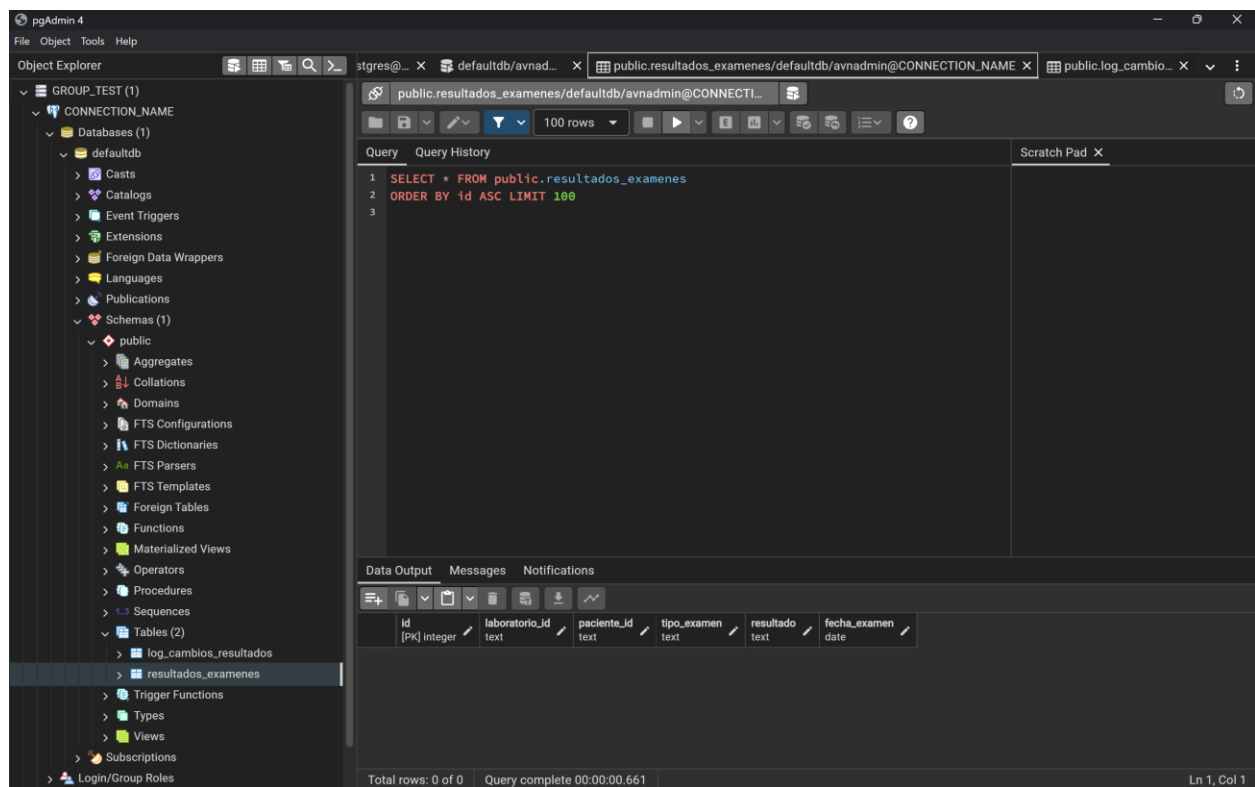 pgAdmin 4
File Object Tools Help
Object Explorer
stgres@...
defaultdb/avnad...
public.resultados_examenes/defaultdb/avnadmin@CONNECTION_NAME
public.log_cambio...
GROUP_TEST (1)
CONNECTION_NAME
Databases (1)
defaultdb
Casts
Catalogs
Event Triggers
Extensions
Foreign Data Wrappers
Languages
Publications
Schemas (1)
public
Aggregates
Collations
Domains
FTS Configurations
FTS Dictionaries
Aa FTS Parsers
FTS Templates
Foreign Tables
Functions
Materialized Views
Operators
Procedures
1..3 Sequences
Tables (2)
log_cambios_resultados
resultados_examenes
Trigger Functions
Types
Views
Subscriptions
Login/Group Roles
public.resultados_examenes/defaultdb/avnadmin@CONNECTI...
100 rows
Query Query History
Scratch Pad
1 SELECT * FROM public.resultados_examenes
2 ORDER BY id ASC LIMIT 100
3
Data Output Messages Notifications
id laboratorio_id paciente_id tipo_examen resultado fecha_examen
[PK] integer text text text text date
Total rows: 0 of 0 Query complete 00:00:00.661 Ln 1, Col 1